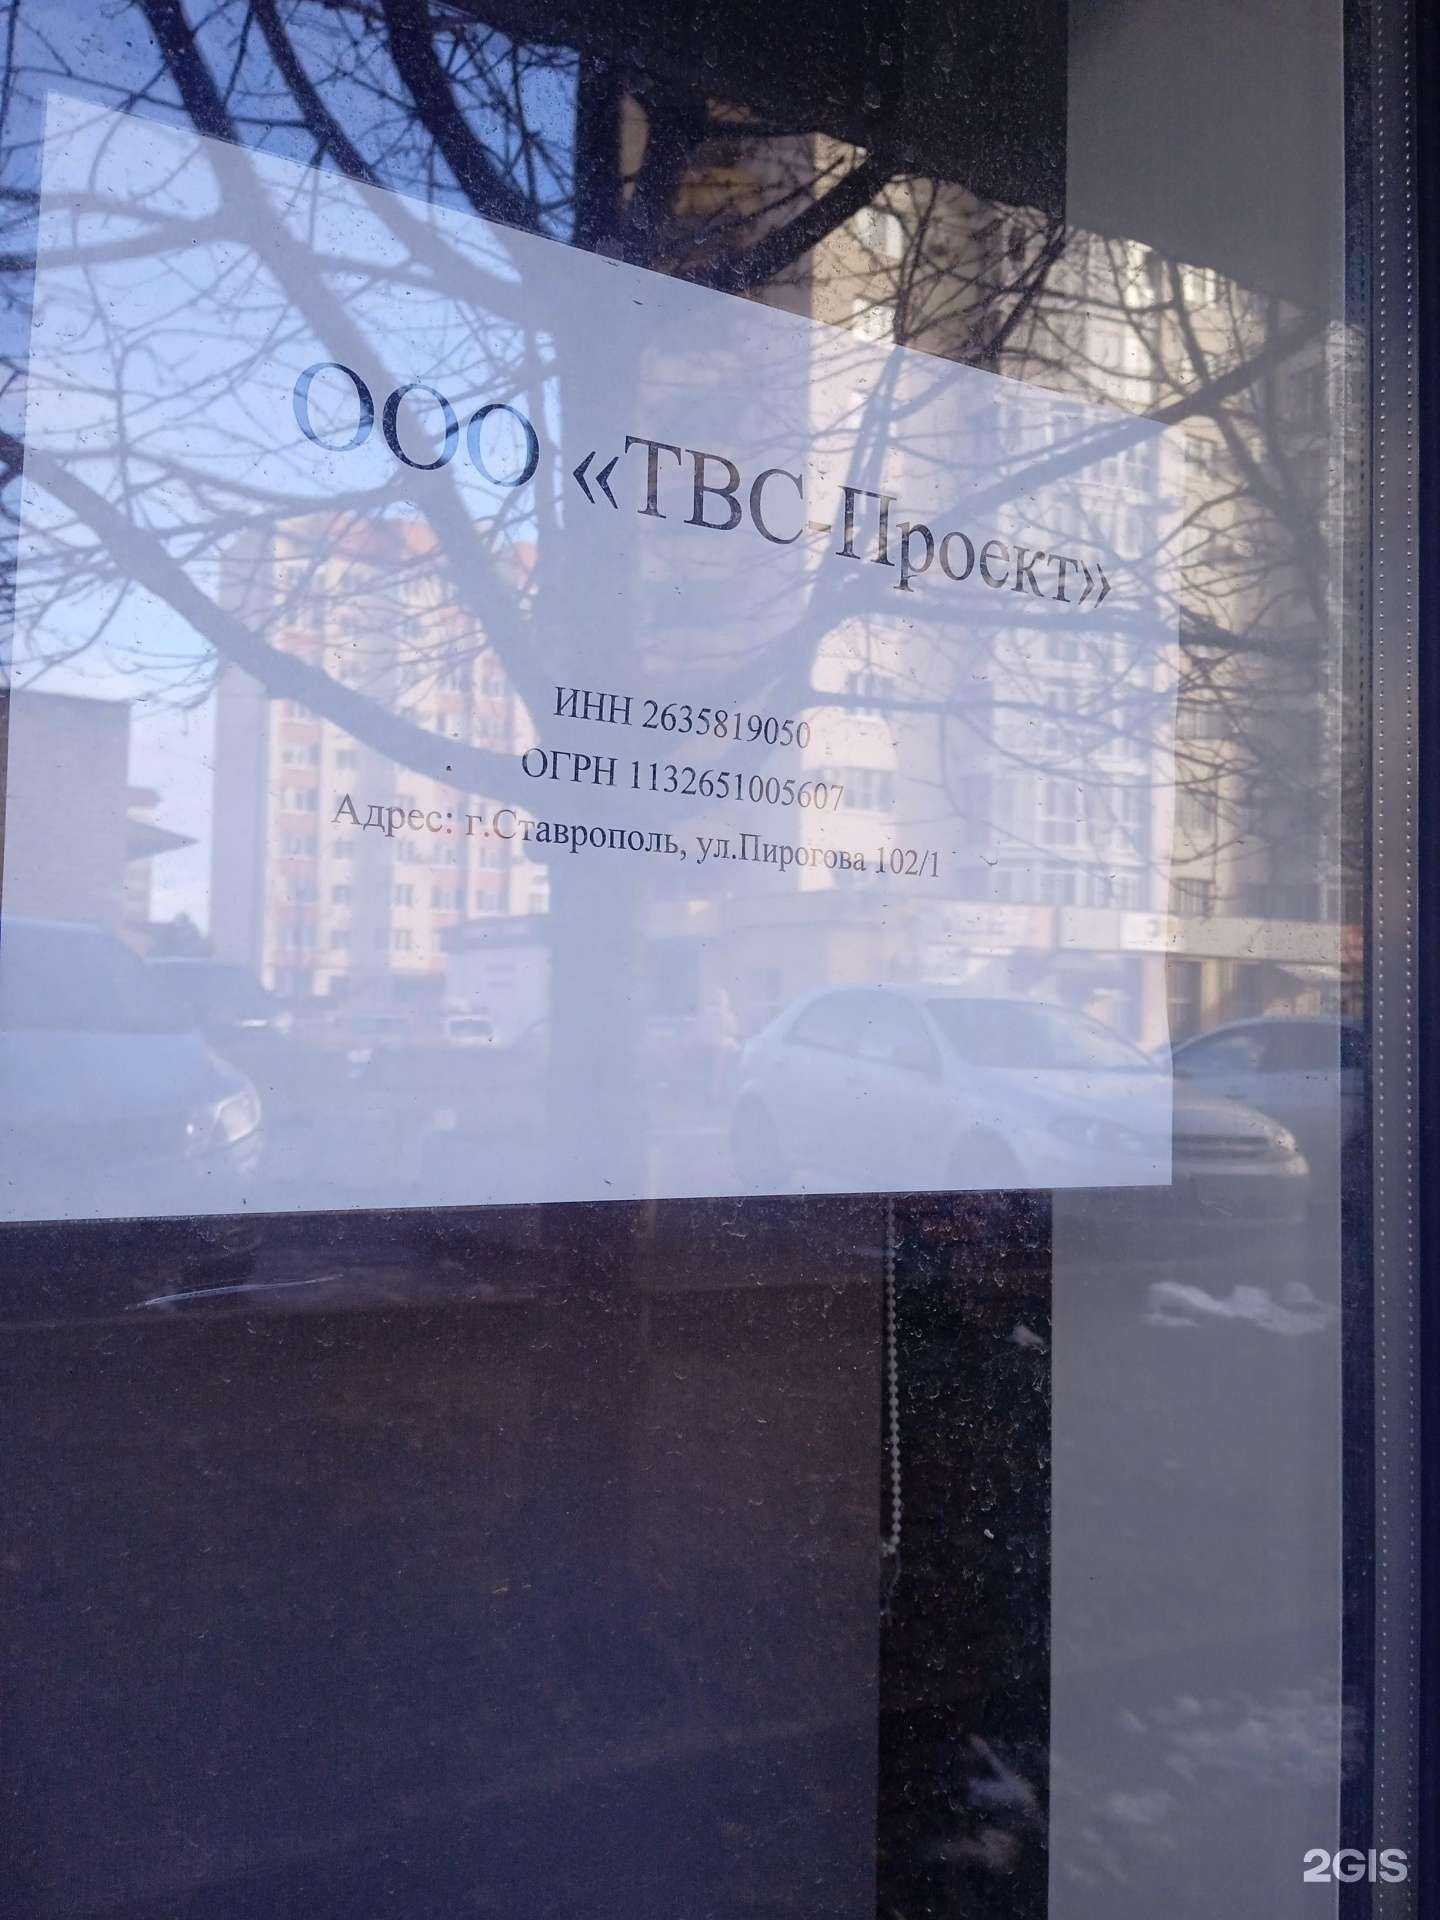 ООО «ТВС-Проект»
ИНН 2635819050
ОГРН 1132651005607
Адрес: г.Ставрополь, ул.Пирогова 102/1
2GIS